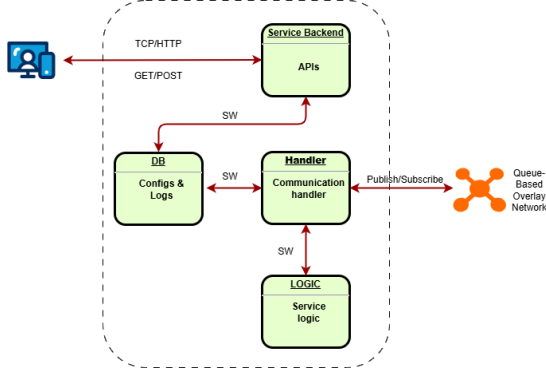 Service Backend
TCP/HTTP
APIs
GET/POST
SW
DB
Configs &
Logs
SW
Handler
Communication
handler
Publish/Subscribe
Queue-
Based
Overlay
Network
SW
LOGIC
Service
logic